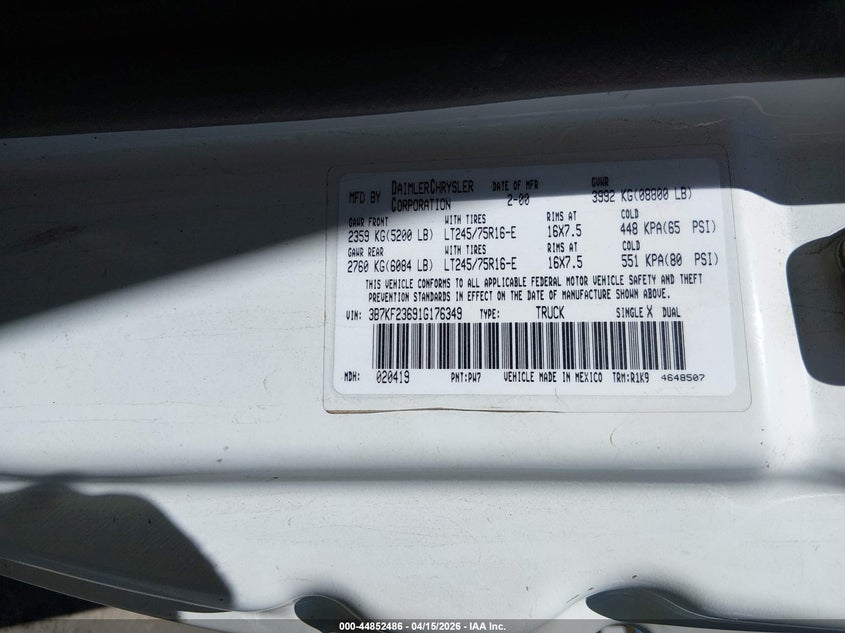 MFD BY DAIMLERCHRYSLER CORPORATION DATE OF MFR 2-00 GVWR 3992 KG(08800 LB)
GAWR FRONT WITH TIRES RIMS AT COLD
2359 KG(5200 LB) LT245/75R16-E 16X7.5 448 KPA(65 PSI)
GAWR REAR WITH TIRES RIMS AT COLD
2760 KG(6084 LB) LT245/75R16-E 16X7.5 551 KPA(80 PSI)
THIS VEHICLE CONFORMS TO ALL APPLICABLE FEDERAL MOTOR VEHICLE SAFETY AND THEFT
PREVENTION STANDARDS IN EFFECT ON THE DATE OF MANUFACTURE SHOWN ABOVE.
VIN: 3B7KF23691G176349 TYPE: TRUCK SINGLE X DUAL
MDH: 020419 PNT:PW7 VEHICLE MADE IN MEXICO TRM:R1K9 4648507
000-44852486 - 04/15/2026 - IAA Inc.